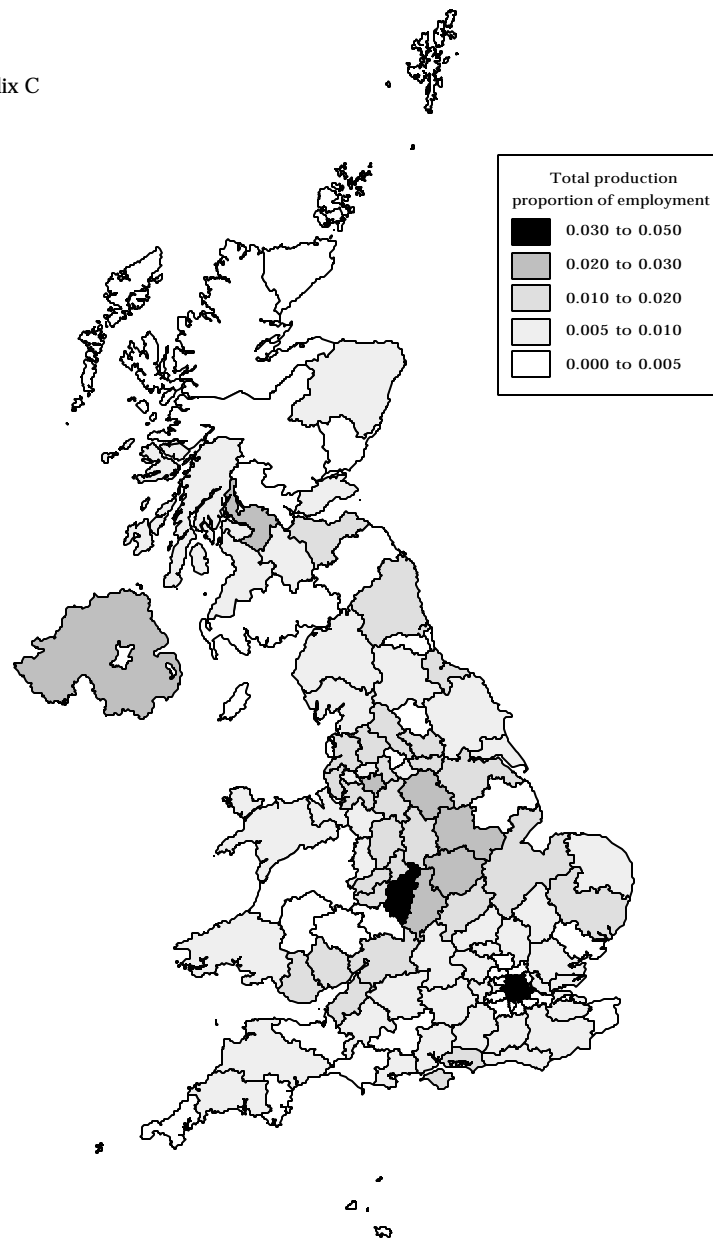 lix C
Total production
proportion of employment
0.030 to 0.050
0.020 to 0.030
0.010 to 0.020
0.005 to 0.010
0.000 to 0.005